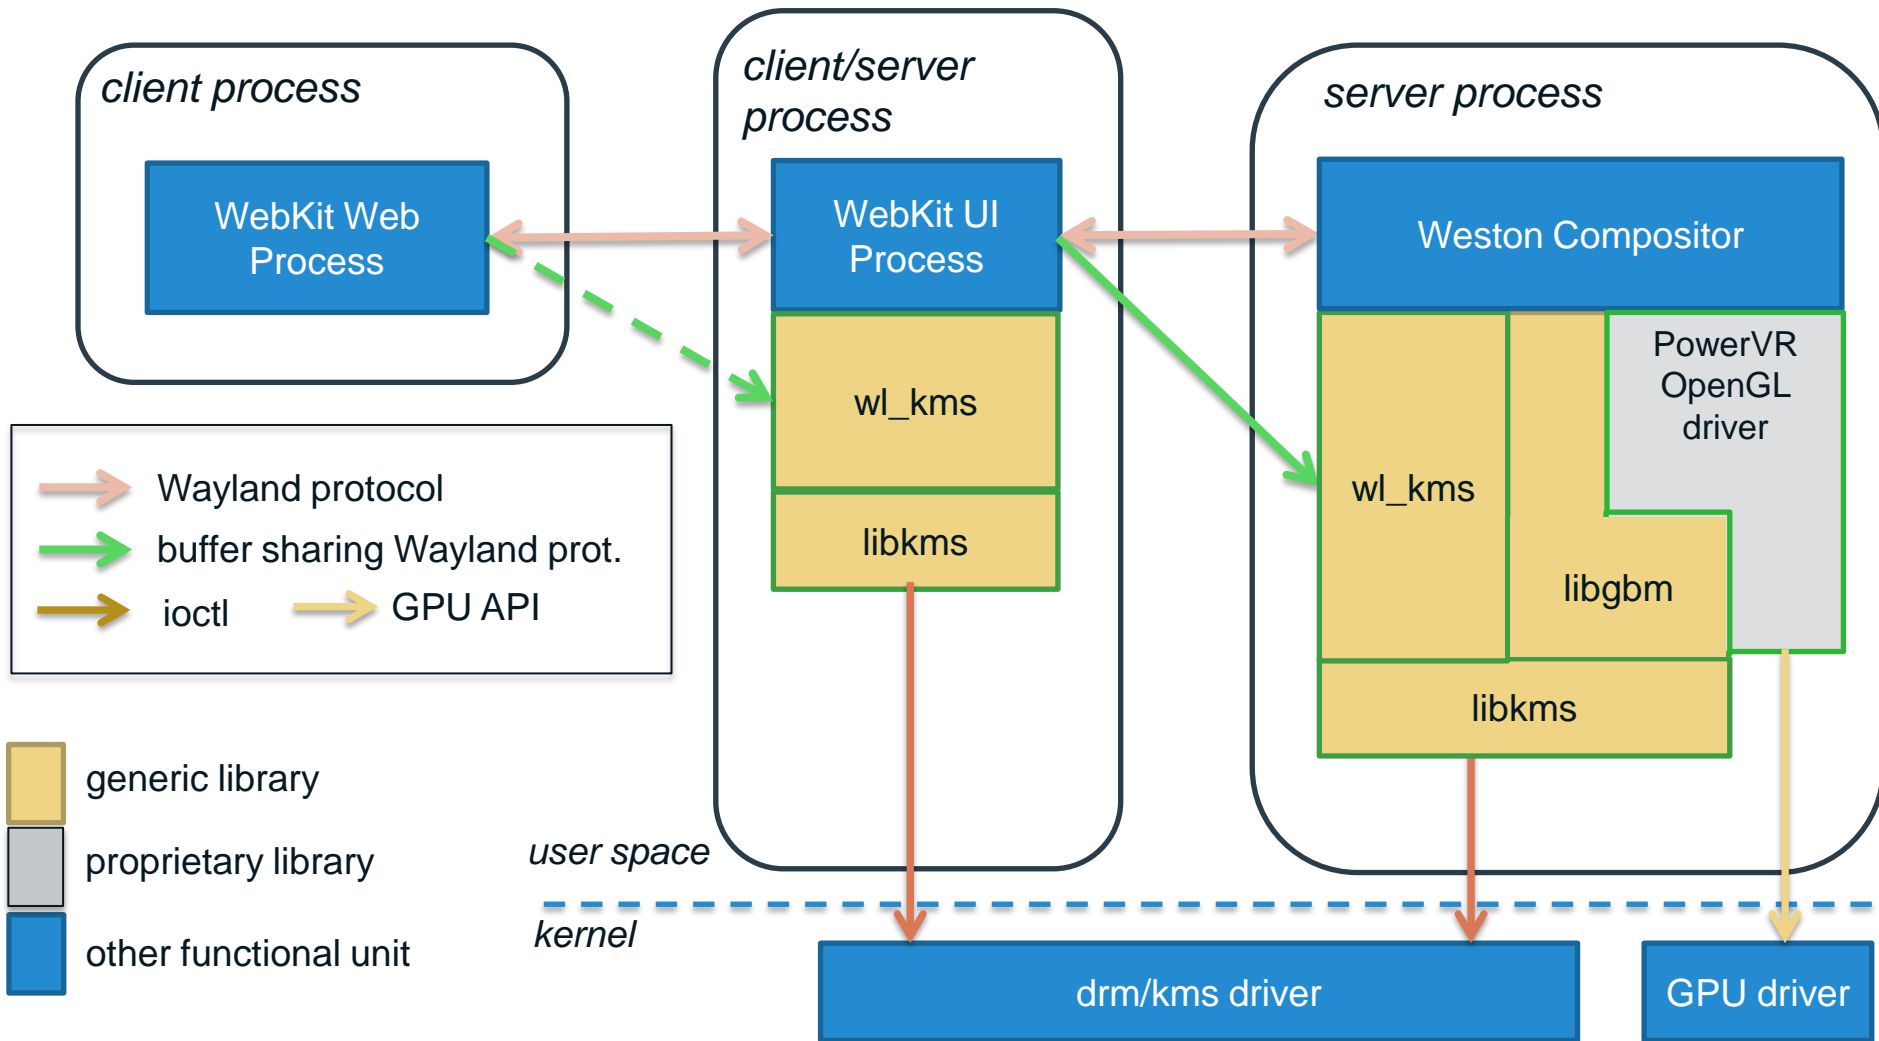 client process
client/server
process
server process
WebKit Web
Process
WebKit UI
Process
Weston Compositor
wl_kms
libkms
wl_kms
libgbm
PowerVR
OpenGL
driver
libkms
Wayland protocol
buffer sharing Wayland prot.
ioctl
GPU API
generic library
proprietary library
other functional unit
user space
kernel
drm/kms driver
GPU driver